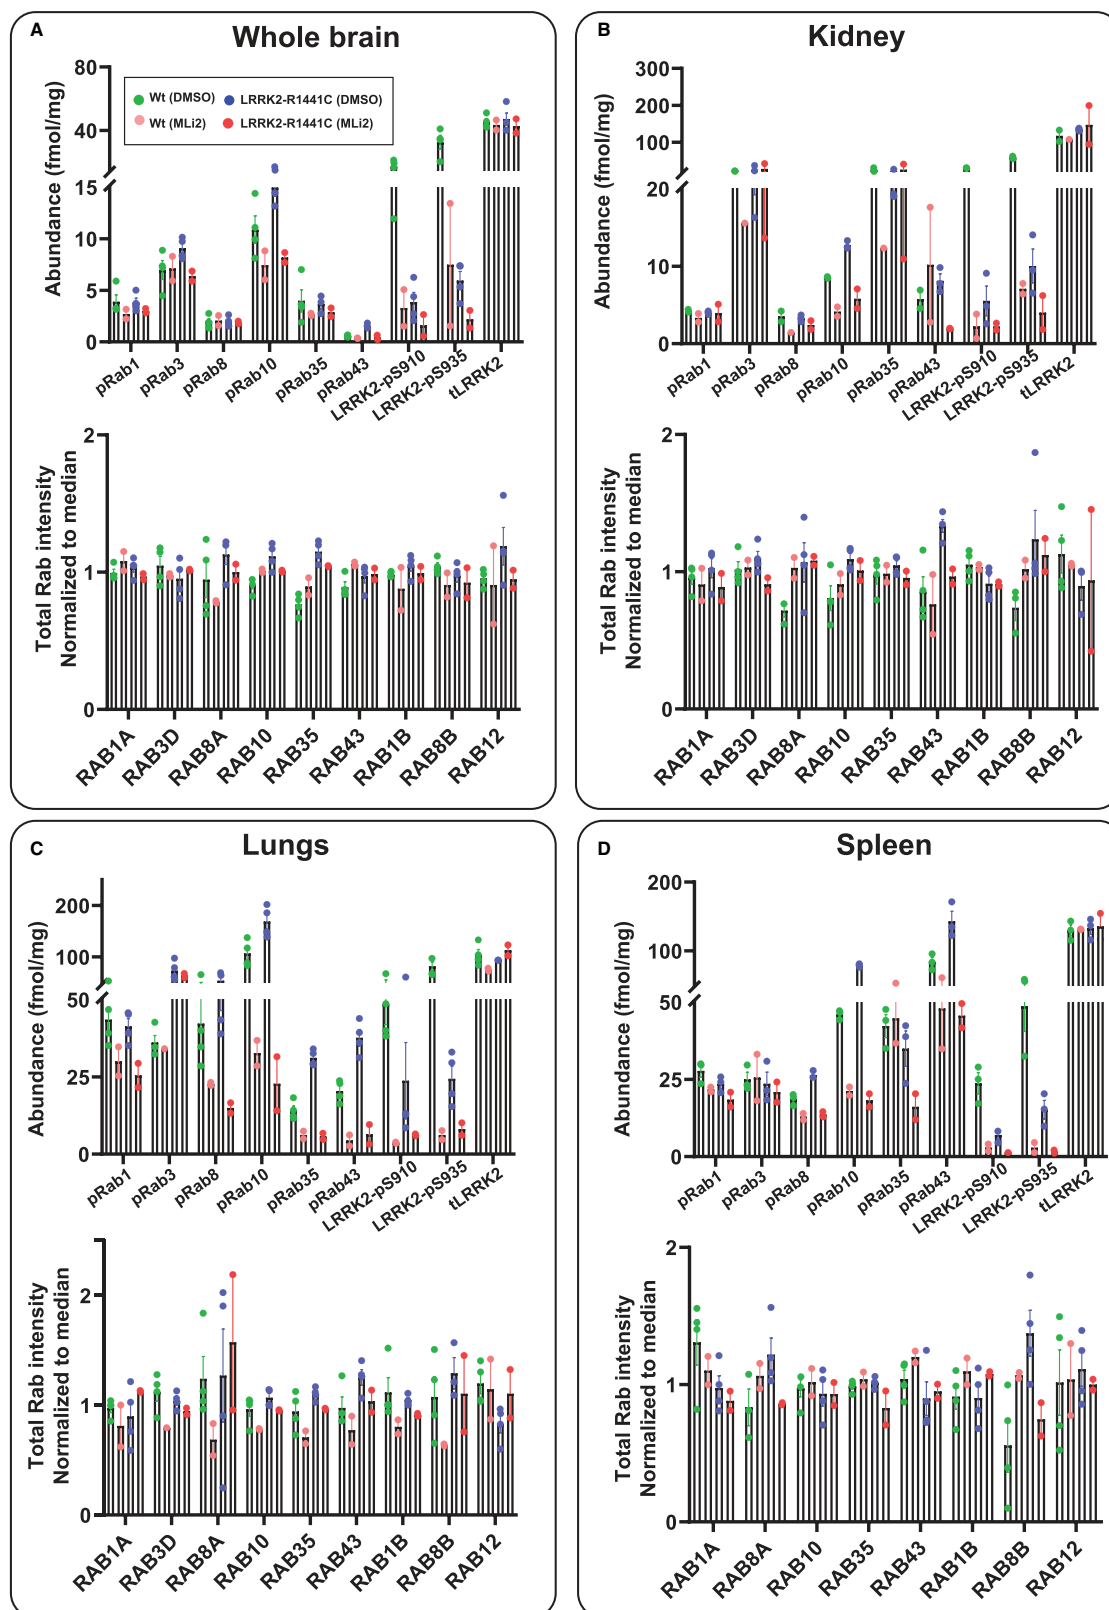 A
Whole brain
Abundance (fmol/mg)
80
40
15
10
5
0
Wt (DMSO)
LRRK2-R1441C (DMSO)
Wt (MLi2)
LRRK2-R1441C (MLi2)
pRab1
pRab3
pRab8
pRab10
pRab35
pRab43
LRRK2-pS910
LRRK2-pS935
tLRRK2
Total Rab intensity
Normalized to median
2
1
0
RAB1A
RAB3D
RAB8A
RAB10
RAB35
RAB43
RAB1B
RAB8B
RAB12
B
Kidney
Abundance (fmol/mg)
300
200
100
20
10
0
pRab1
pRab3
pRab8
pRab10
pRab35
pRab43
LRRK2-pS910
LRRK2-pS935
tLRRK2
Total Rab intensity
Normalized to median
2
1
0
RAB1A
RAB3D
RAB8A
RAB10
RAB35
RAB43
RAB1B
RAB8B
RAB12
C
Lungs
Abundance (fmol/mg)
200
100
50
25
0
pRab1
pRab3
pRab8
pRab10
pRab35
pRab43
LRRK2-pS910
LRRK2-pS935
tLRRK2
Total Rab intensity
Normalized to median
2
1
0
RAB1A
RAB3D
RAB8A
RAB10
RAB35
RAB43
RAB1B
RAB8B
RAB12
D
Spleen
Abundance (fmol/mg)
200
100
50
25
0
pRab1
pRab3
pRab8
pRab10
pRab35
pRab43
LRRK2-pS910
LRRK2-pS935
tLRRK2
Total Rab intensity
Normalized to median
2
1
0
RAB1A
RAB8A
RAB10
RAB35
RAB43
RAB1B
RAB8B
RAB12